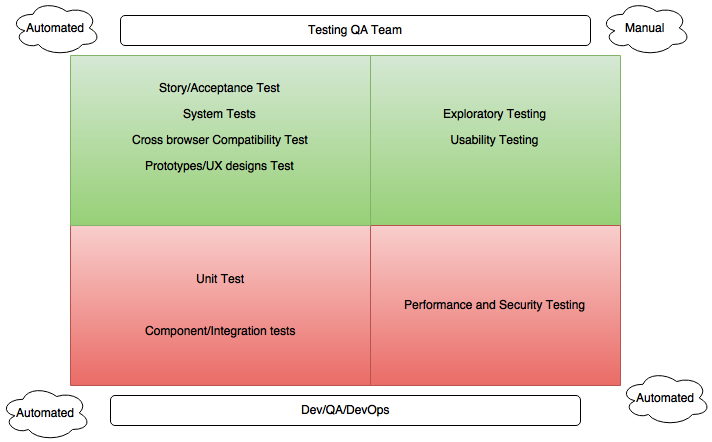 Automated
Testing QA Team
Manual
Story/Acceptance Test
System Tests
Cross browser Compatibility Test
Prototypes/UX designs Test
Exploratory Testing
Usability Testing
Unit Test
Component/Integration tests
Performance and Security Testing
Automated
Dev/QA/DevOps
Automated